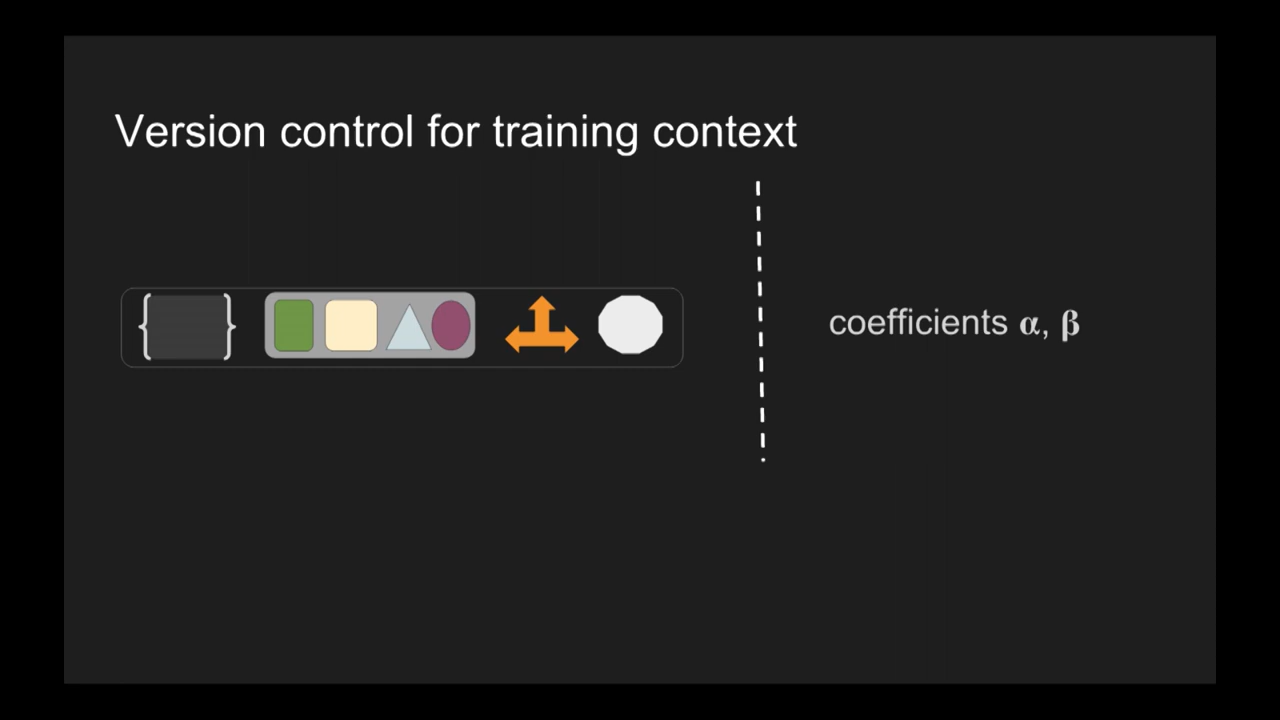 Version control for training context
{ }
coefficients α, β